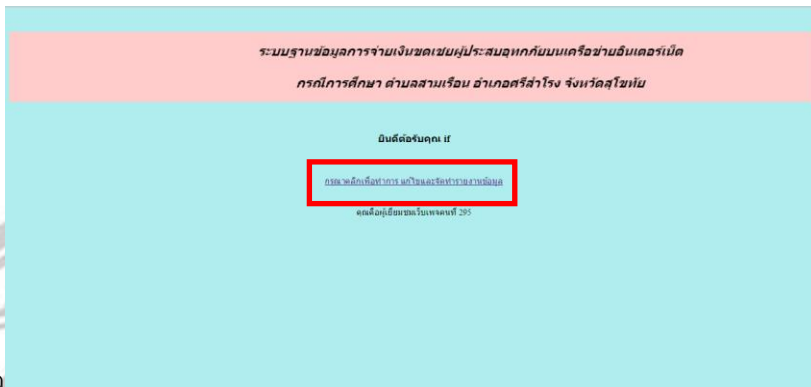 ระบบฐานข้อมูลการจ่ายเงินชดเชยผู้ประสบอุทกภัยบนเครือข่ายอินเตอร์เน็ต
กรณีการศึกษา ตำบลสามเรือน อำเภอศรีสำโรง จังหวัดสุโขทัย
ยินดีต่อรับคุณ if
กรุณาคลิกเพื่อทำการ แก้ไขและจัดทำรายงานข้อมูล
คุณคือผู้เยี่ยมชมเว็บเพจคนที่ 295